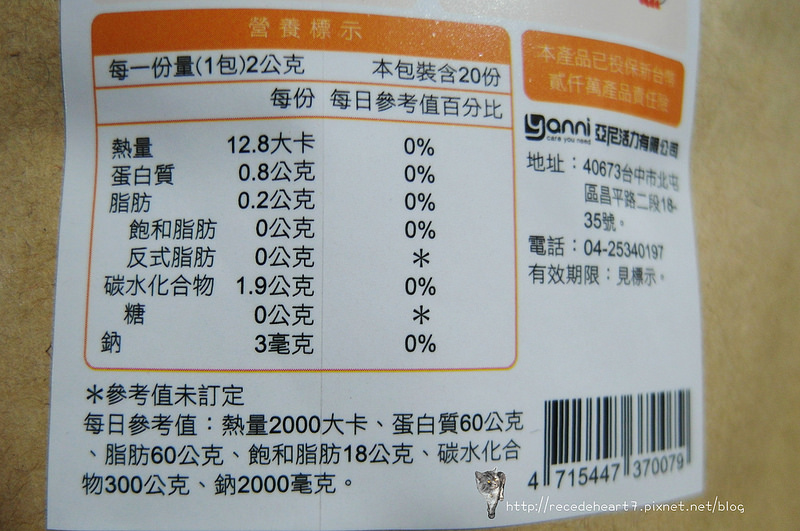 營養標示
每一份量(1包)2公克 本包裝含20份
每份 每日參考值百分比
熱量 12.8大卡 0%
蛋白質 0.8公克 0%
脂肪 0.2公克 0%
飽和脂肪 0公克 0%
反式脂肪 0公克 *
碳水化合物 1.9公克 0%
糖 0公克 *
鈉 3毫克 0%
*參考值未訂定
每日參考值：熱量2000大卡、蛋白質60公克
、脂肪60公克、飽和脂肪18公克、碳水化合
物300公克、鈉2000毫克。
本產品已投保新台幣
貳仟萬產品責任險
yanni 亞尼活力有限公司
care you need
地址：40673台中市北屯
區昌平路二段18-
35號。
電話：04-25340197
有效期限：見標示。
4 715447 370079
http://recedeheart7.pixnet.net/blog